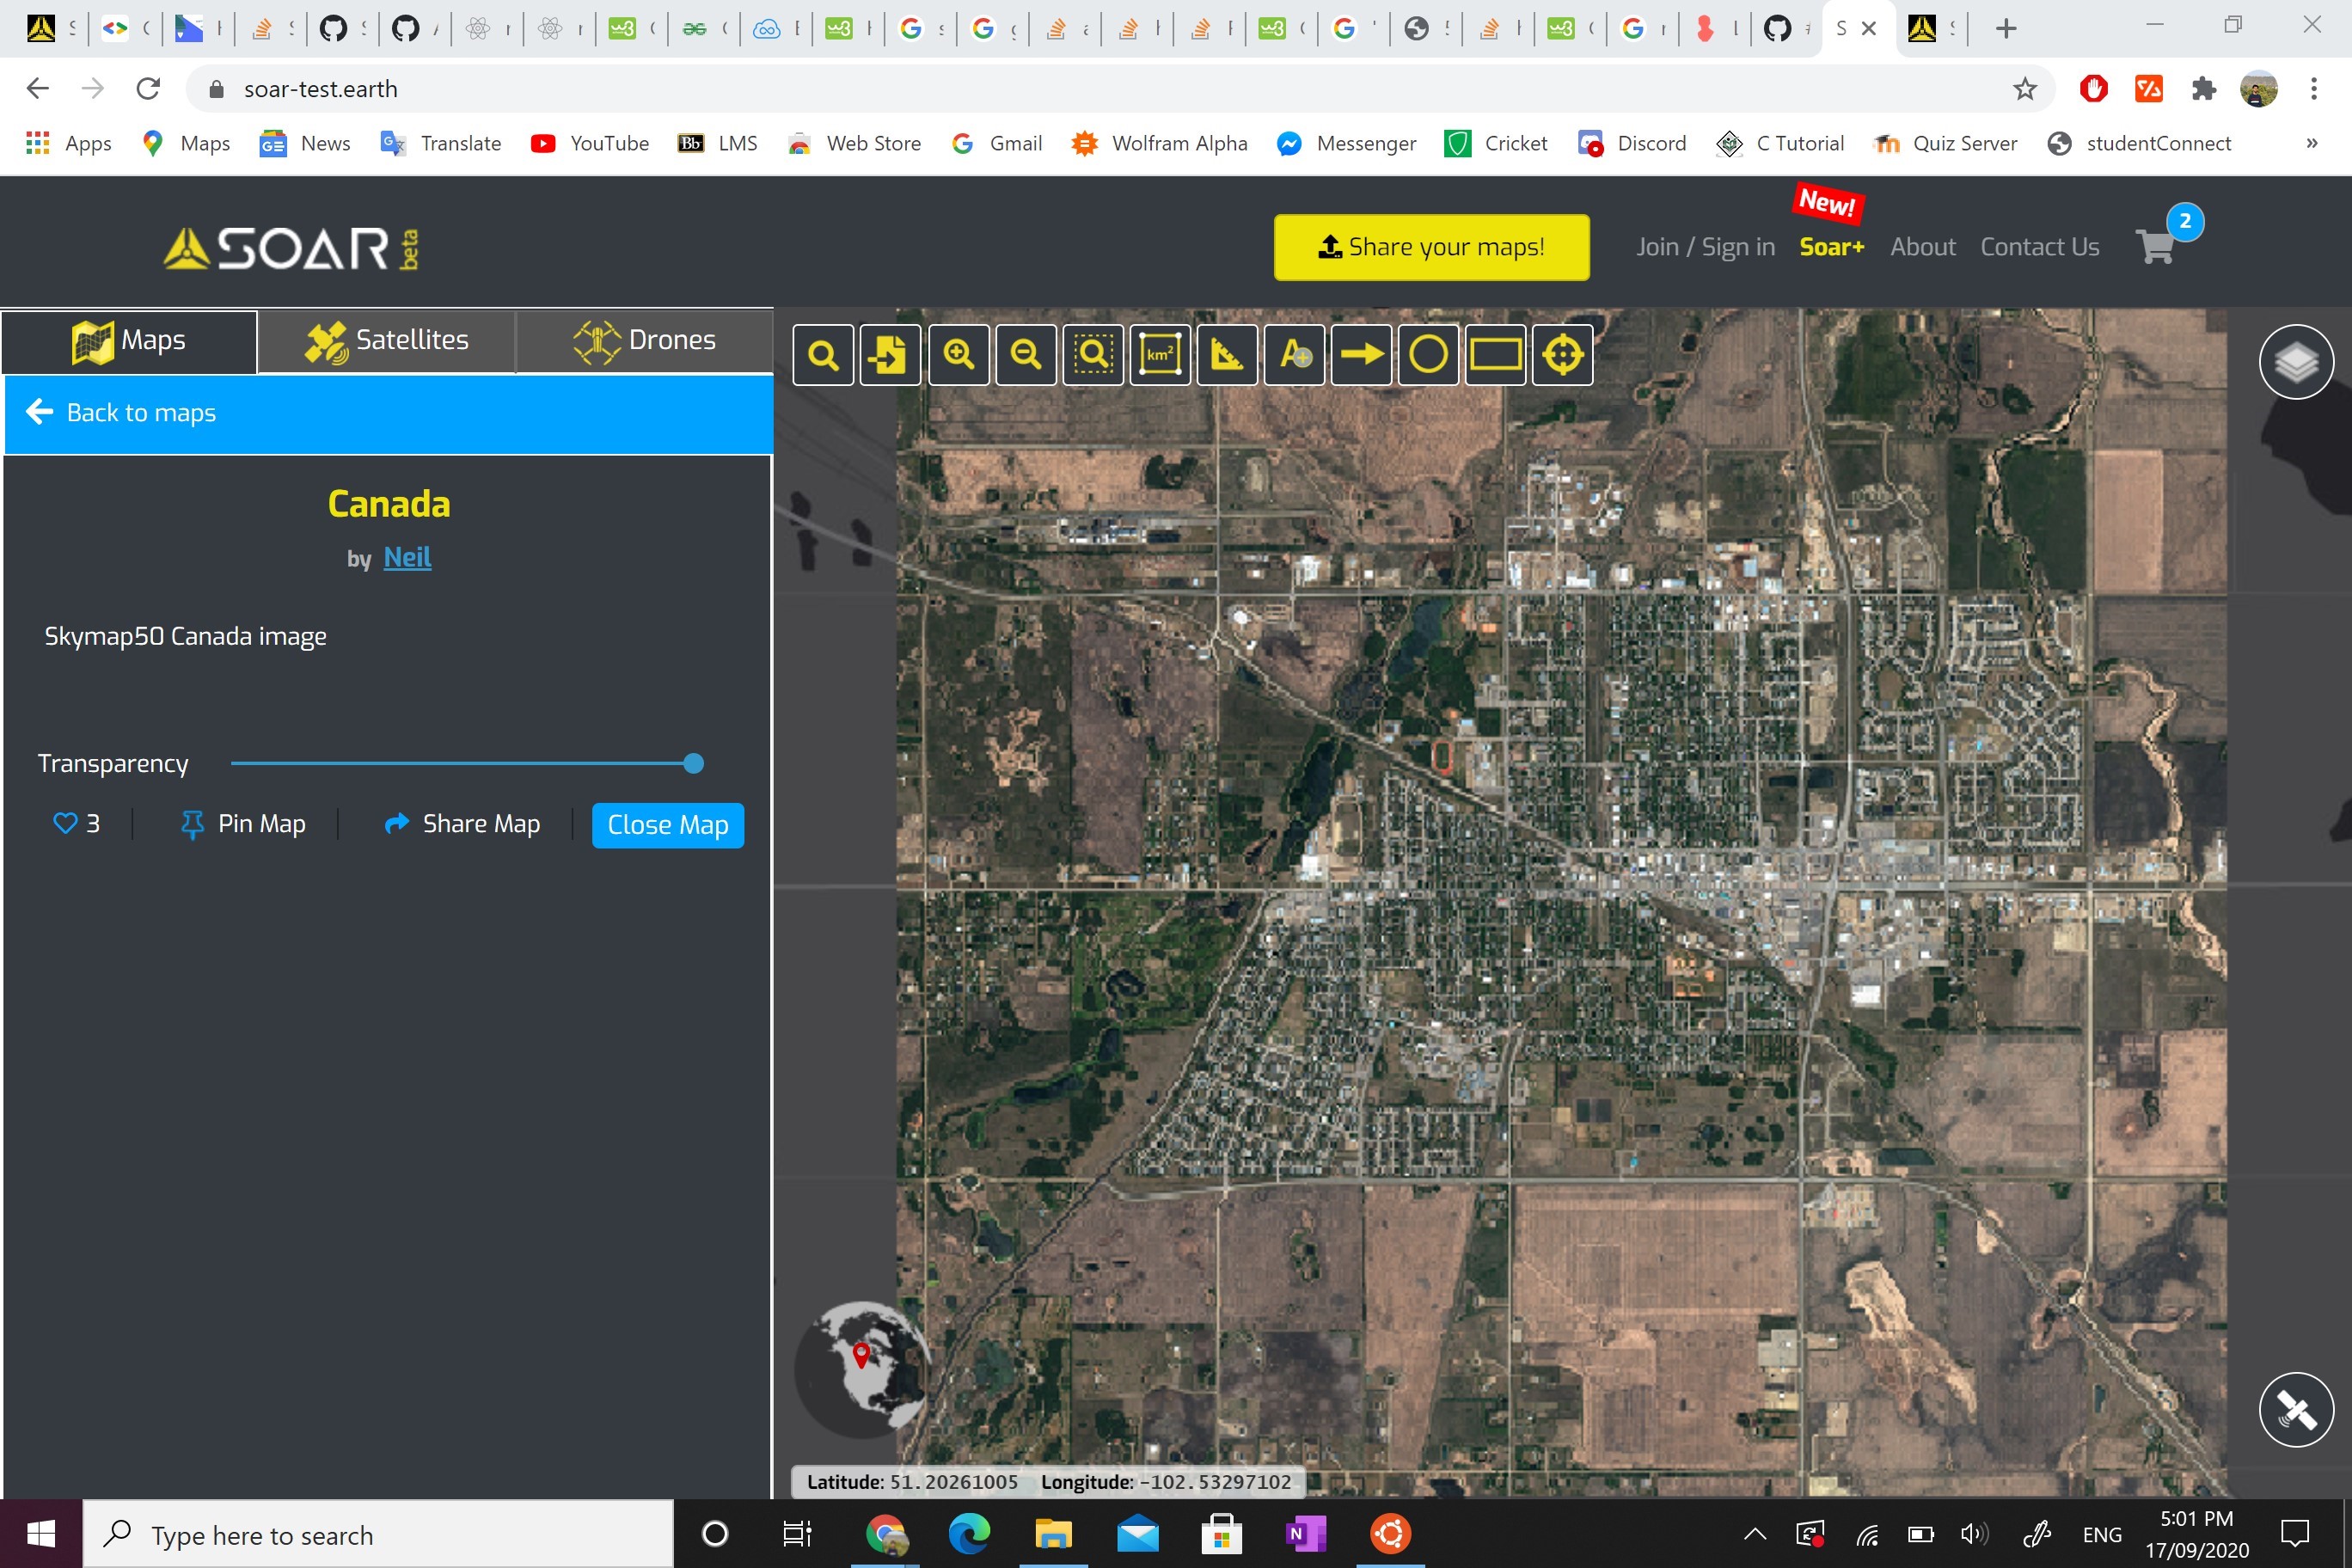 soar-test.earth
Apps Maps News Translate YouTube Bb LMS Web Store Gmail Wolfram Alpha Messenger Cricket Discord C Tutorial Quiz Server studentConnect »
SOAR beta
Share your maps!
Join / Sign in
New!
Soar+
About
Contact Us
2
Maps
Satellites
Drones
km²
Back to maps
Canada
by Neil
Skymap50 Canada image
Transparency
3
Pin Map
Share Map
Close Map
Latitude: 51.20261005 Longitude: -102.53297102
Type here to search
ENG
5:01 PM
17/09/2020